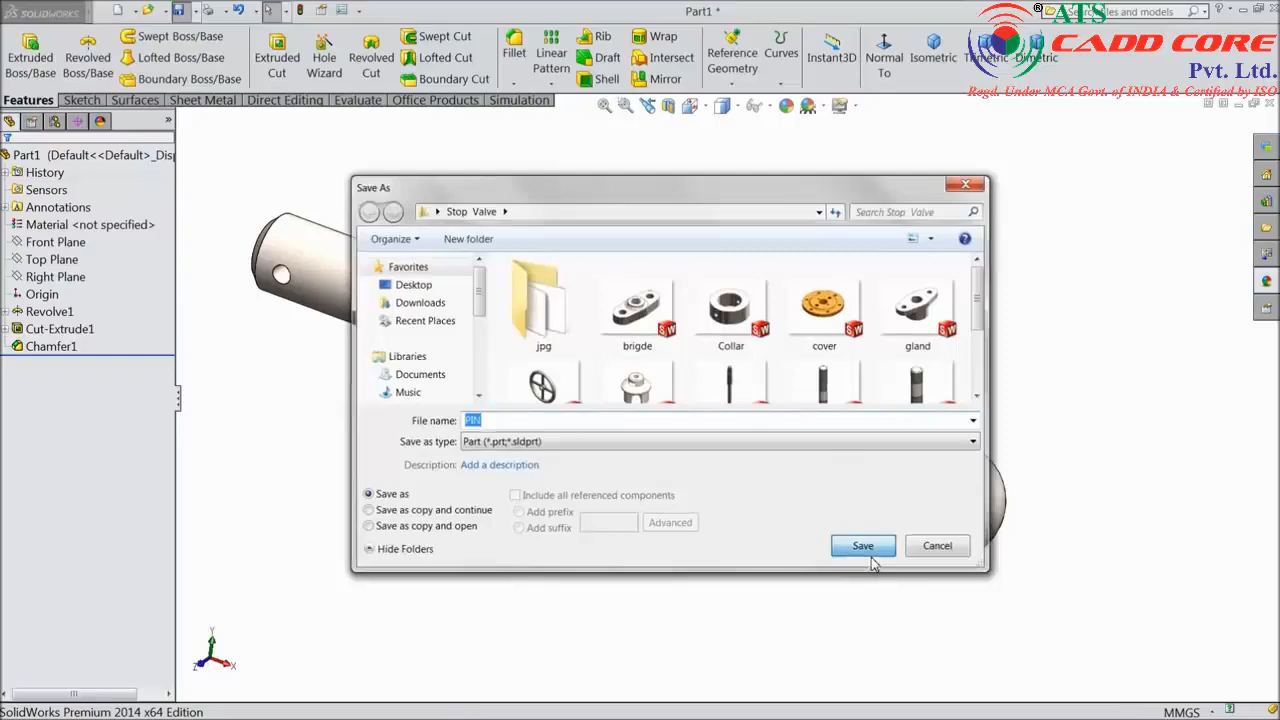 SOLIDWORKS
Part1 *
Search files and models
®
ATS
CADD CORE
Pvt. Ltd.
Regd. Under MCA Govt. of INDIA & Certified by ISO
Extruded Boss/Base
Revolved Boss/Base
Swept Boss/Base
Lofted Boss/Base
Boundary Boss/Base
Extruded Cut
Hole Wizard
Revolved Cut
Swept Cut
Lofted Cut
Boundary Cut
Fillet
Linear Pattern
Rib
Draft
Shell
Wrap
Intersect
Mirror
Reference Geometry
Curves
Instant3D
Normal To
Isometric
Trimetric
Dimetric
Features
Sketch
Surfaces
Sheet Metal
Direct Editing
Evaluate
Office Products
Simulation
Part1 (Default<<Default>_Disp
History
Sensors
Annotations
Material <not specified>
Front Plane
Top Plane
Right Plane
Origin
Revolve1
Cut-Extrude1
Chamfer1
Save As
Stop Valve
Search Stop Valve
Organize
New folder
Favorites
Desktop
Downloads
Recent Places
Libraries
Documents
Music
jpg
brigde
Collar
cover
gland
File name: PIN
Save as type: Part (*.prt;*.sldprt)
Description: Add a description
Save as
Save as copy and continue
Save as copy and open
Include all referenced components
Add prefix
Add suffix
Advanced
Hide Folders
Save
Cancel
Y
Z
X
SolidWorks Premium 2014 x64 Edition
MMGS